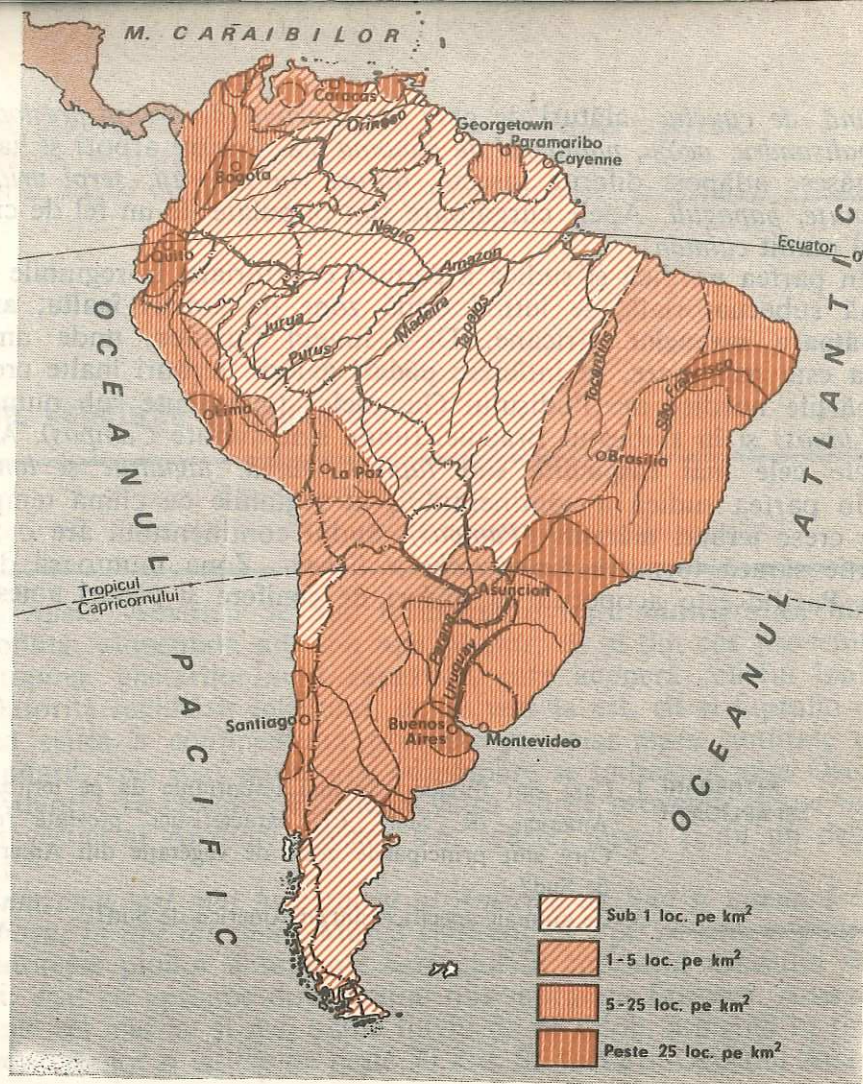 M. CARAIBILOR
Caracas
Orinoco
Georgetown
Paramaribo
Cayenne
Bogota
Negro
Ecuator 0°
Quito
Amazon
Jurua
Purus
Madeira
Tapajos
Tocantins
São Francisco
Lima
La Paz
Brasilia
OCEANUL PACIFIC
OCEANUL ATLANTIC
Tropicul
Capricornului
Asuncion
Parana
Uruguay
Santiago
Buenos
Aires
Montevideo
Sub 1 loc. pe km²
1-5 loc. pe km²
5-25 loc. pe km²
Peste 25 loc. pe km²